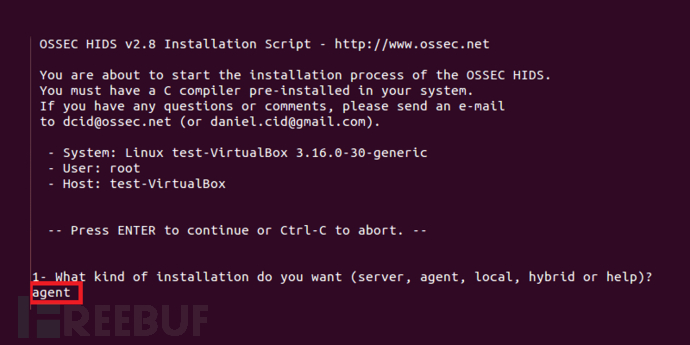 OSSEC HIDS v2.8 Installation Script - http://www.ossec.net
You are about to start the installation process of the OSSEC HIDS.
You must have a C compiler pre-installed in your system.
If you have any questions or comments, please send an e-mail
to dcid@ossec.net (or daniel.cid@gmail.com).
- System: Linux test-VirtualBox 3.16.0-30-generic
- User: root
- Host: test-VirtualBox
-- Press ENTER to continue or Ctrl-C to abort. --
1- What kind of installation do you want (server, agent, local, hybrid or help)?
agent
FREEBUF